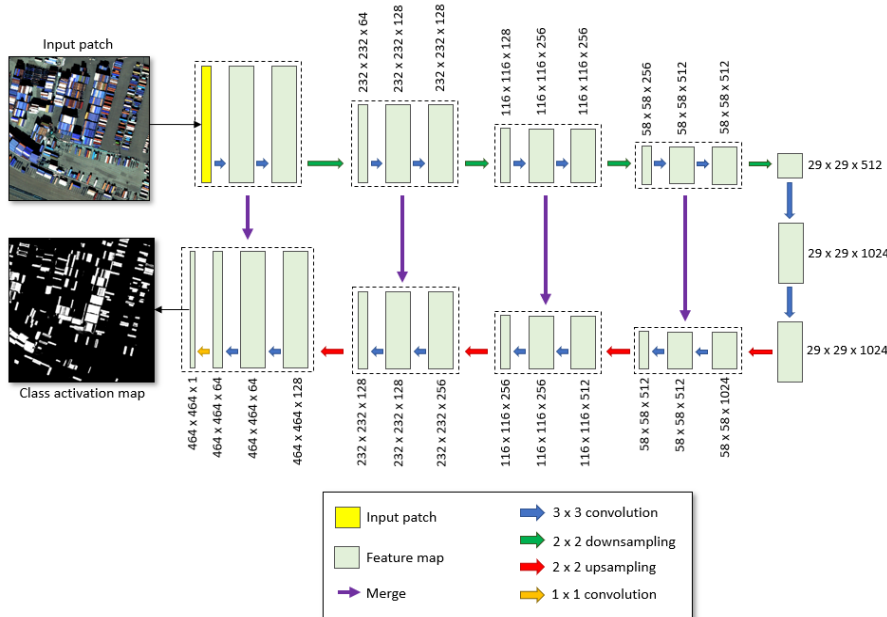 Input patch
232 x 232 x 64
232 x 232 x 128
232 x 232 x 128
116 x 116 x 128
116 x 116 x 256
116 x 116 x 256
58 x 58 x 256
58 x 58 x 512
58 x 58 x 512
29 x 29 x 512
29 x 29 x 1024
29 x 29 x 1024
Class activation map
464 x 464 x 1
464 x 464 x 64
464 x 464 x 64
464 x 464 x 128
232 x 232 x 128
232 x 232 x 128
232 x 232 x 256
116 x 116 x 256
116 x 116 x 256
116 x 116 x 512
58 x 58 x 512
58 x 58 x 512
58 x 58 x 1024
Input patch
Feature map
Merge
3 x 3 convolution
2 x 2 downsampling
2 x 2 upsampling
1 x 1 convolution